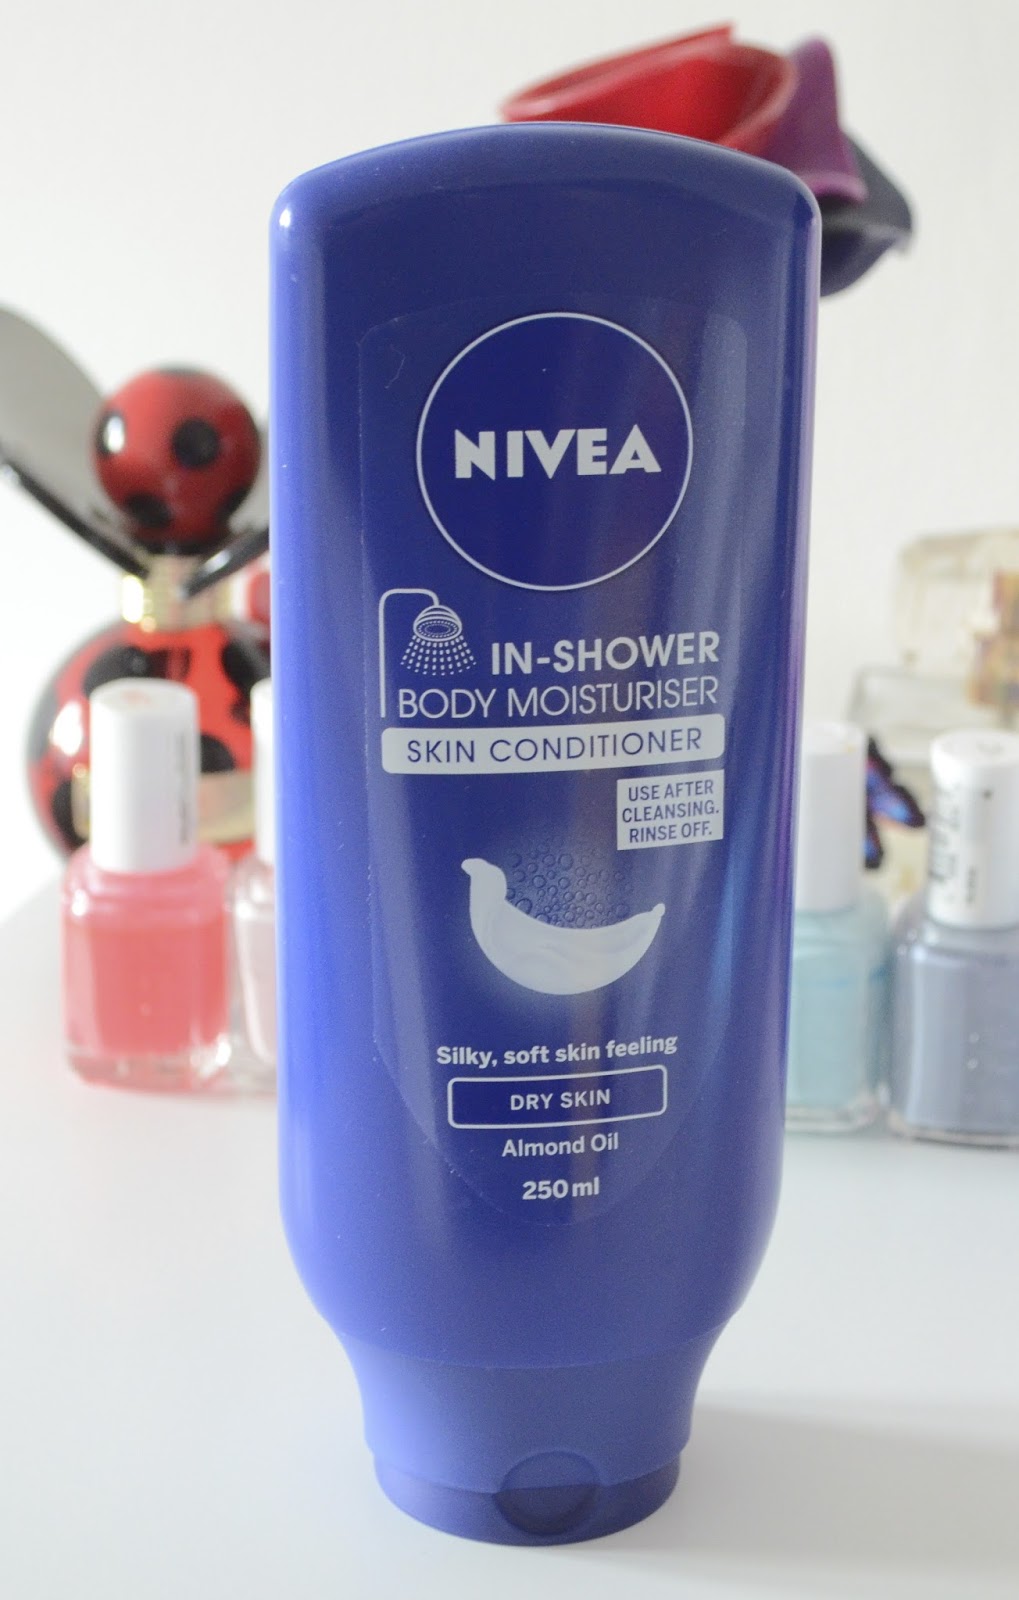 NIVEA
IN-SHOWER
BODY MOISTURISER
SKIN CONDITIONER
USE AFTER
CLEANSING.
RINSE OFF.
Silky, soft skin feeling
DRY SKIN
Almond Oil
250 ml